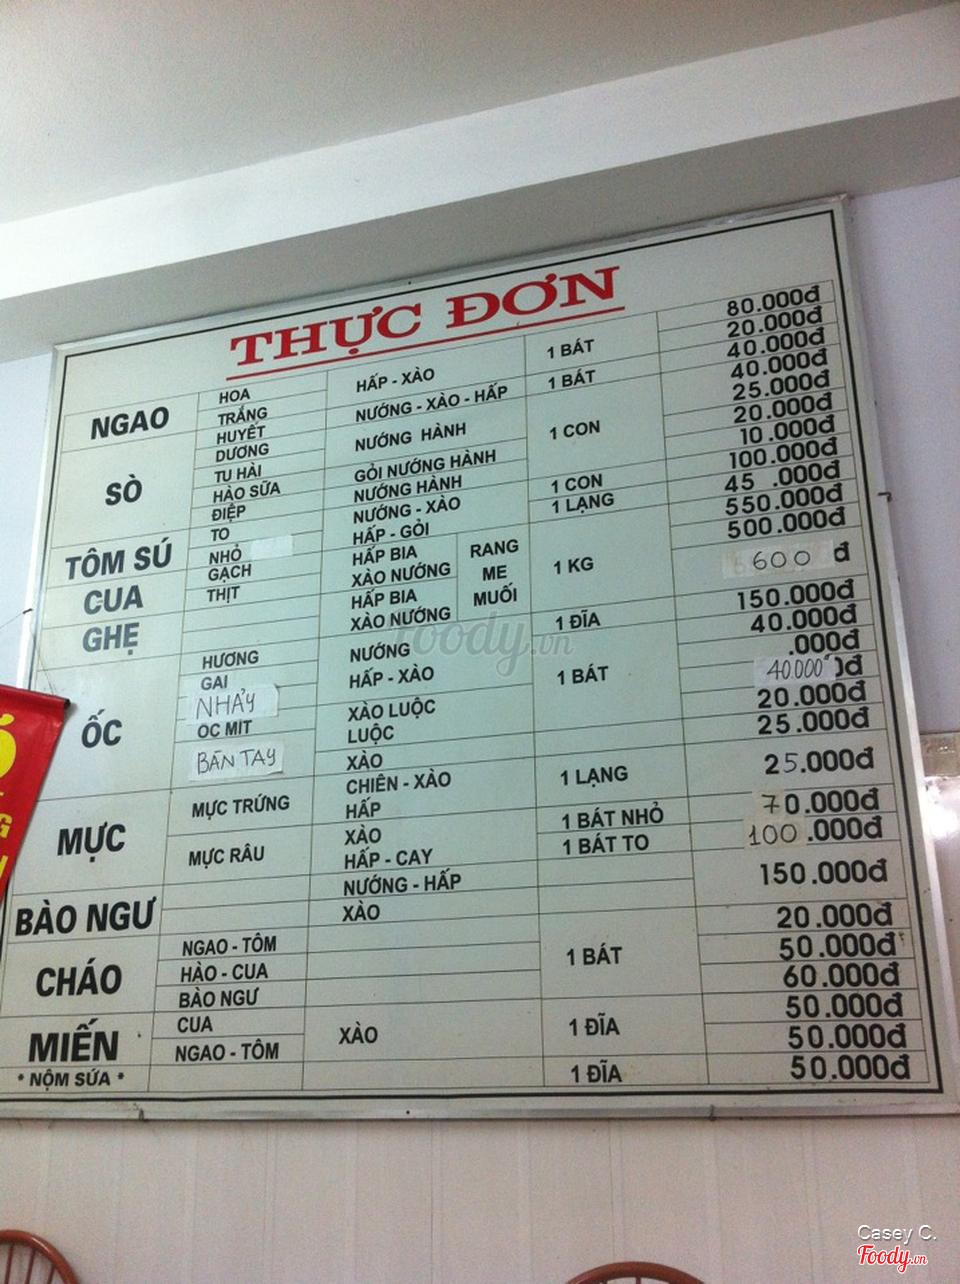 THỰC ĐƠN
NGAO
HOA
TRẮNG
HẤP - XÀO
1 BÁT
80.000đ
20.000đ
SÒ
HUYẾT
DƯƠNG
TU HÀI
HÀO SỮA
ĐIỆP
NƯỚNG - XÀO - HẤP
NƯỚNG HÀNH
GỎI NƯỚNG HÀNH
NƯỚNG HÀNH
1 BÁT
1 CON
40.000đ
40.000đ
25.000đ
20.000đ
10.000đ
TÔM SÚ
TO
NHỎ
NƯỚNG - XÀO
HẤP - GỎI
1 CON
1 LẠNG
100.000đ
45 .000đ
CUA
GẠCH
THỊT
HẤP BIA
XÀO NƯỚNG
RANG
ME
MUỐI
1 KG
550.000đ
500.000đ
GHẸ
HẤP BIA
XÀO NƯỚNG
600 đ
ỐC
HƯƠNG
GAI
NHẢY
ỐC MÍT
BÀN TAY
NƯỚNG
HẤP - XÀO
XÀO LUỘC
LUỘC
XÀO
1 ĐĨA
1 BÁT
150.000đ
40.000đ
.000đ
40.000đ
20.000đ
25.000đ
MỰC
MỰC TRỨNG
MỰC RÂU
CHIÊN - XÀO
HẤP
XÀO
HẤP - CAY
1 LẠNG
1 BÁT NHỎ
1 BÁT TO
25.000đ
70.000đ
100.000đ
BÀO NGƯ
NƯỚNG - HẤP
XÀO
150.000đ
CHÁO
NGAO - TÔM
HÀO - CUA
BÀO NGƯ
1 BÁT
20.000đ
50.000đ
60.000đ
MIẾN
CUA
NGAO - TÔM
XÀO
1 ĐĨA
50.000đ
50.000đ
* NỘM SỨA *
1 ĐĨA
50.000đ
foody.vn
Casey C.
Foody.vn